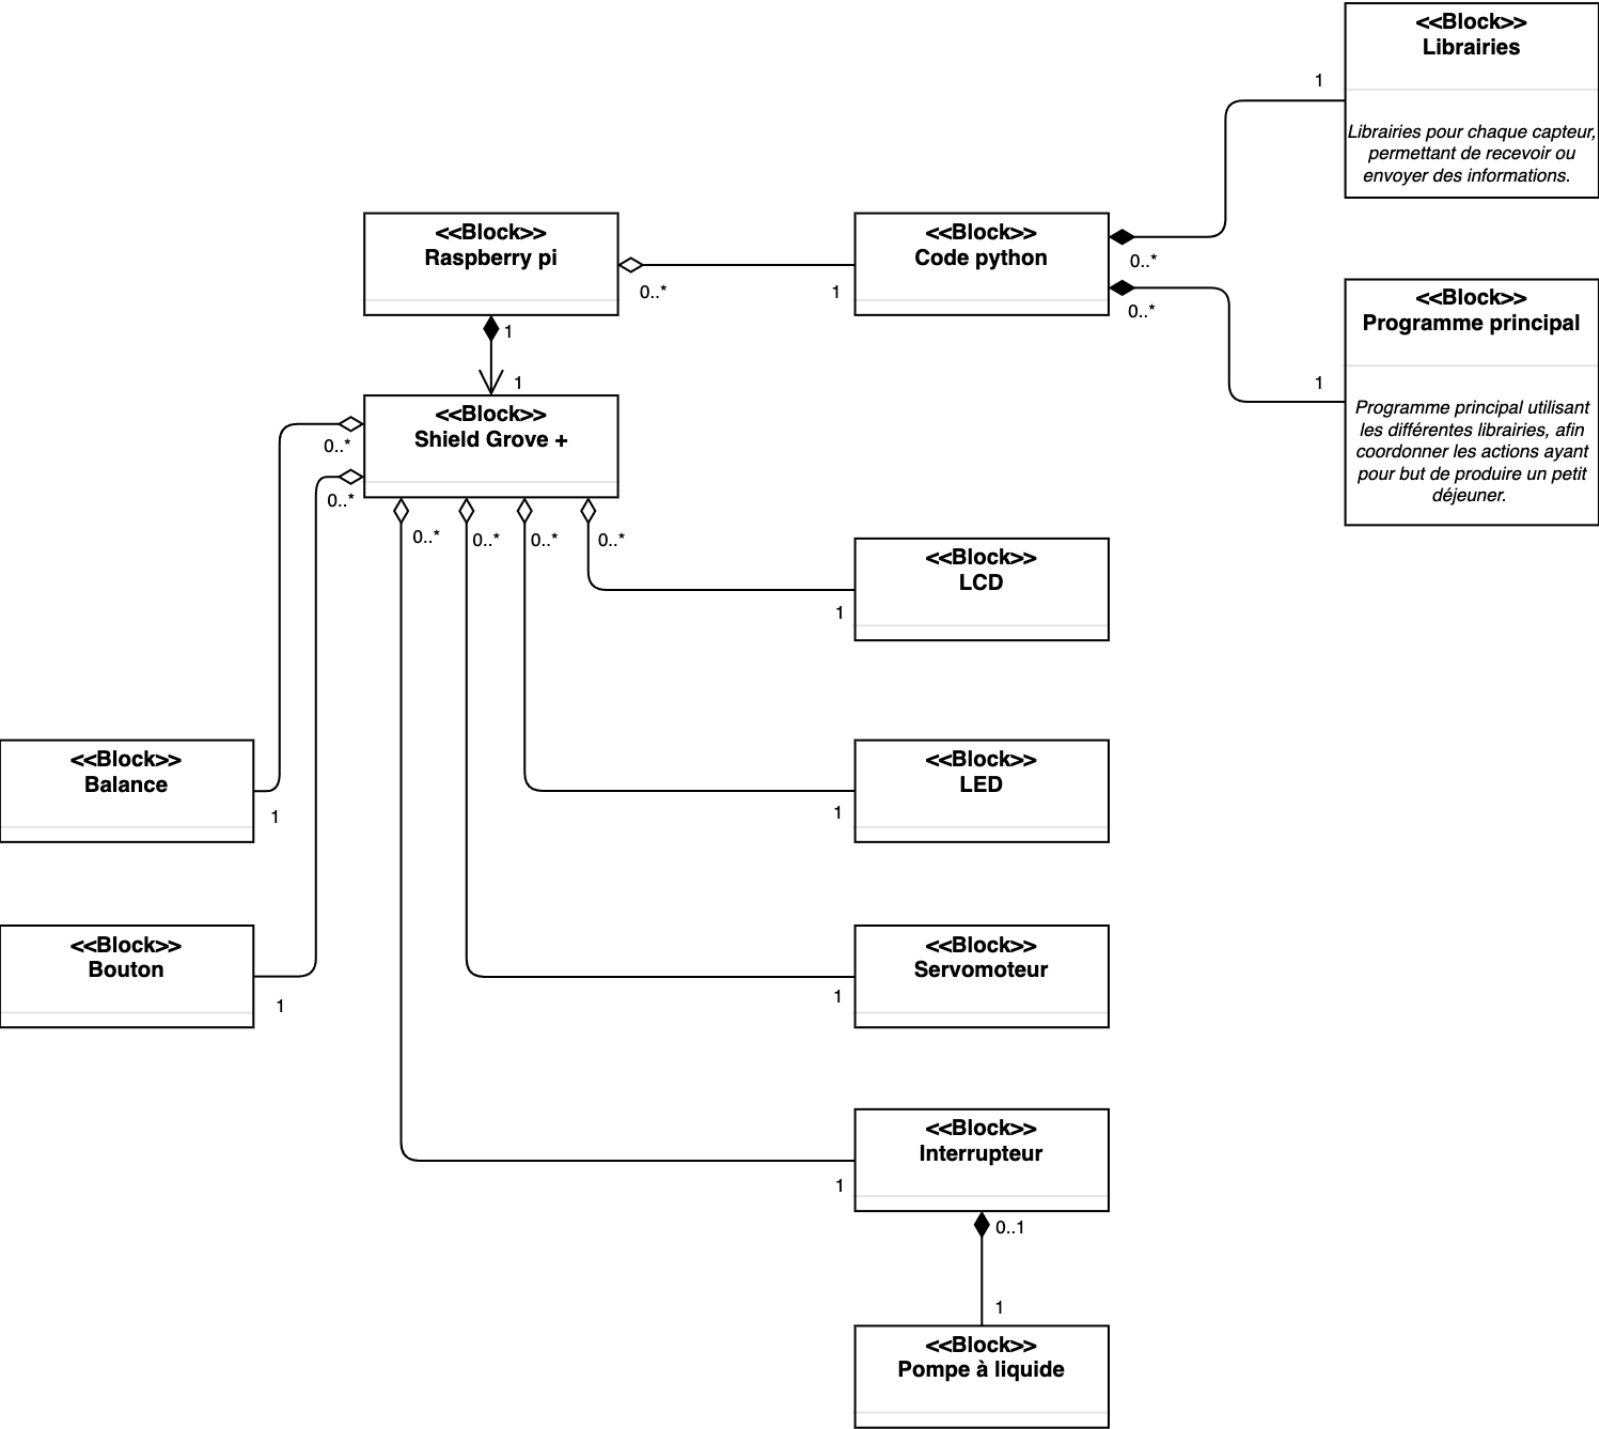 <<Block>>
Librairies
1
Librairies pour chaque capteur,
permettant de recevoir ou
envoyer des informations.
<<Block>>
Raspberry pi
0..*
1
<<Block>>
Code python
0..*
0..*
<<Block>>
Programme principal
1
Programme principal utilisant
les différentes librairies, afin
coordonner les actions ayant
pour but de produire un petit
déjeuner.
1
1
<<Block>>
Shield Grove +
0..*
0..*
0..*
0..*
0..*
0..*
<<Block>>
LCD
1
<<Block>>
Balance
1
<<Block>>
LED
1
<<Block>>
Bouton
1
<<Block>>
Servomoteur
1
<<Block>>
Interrupteur
1
0..1
1
<<Block>>
Pompe à liquide